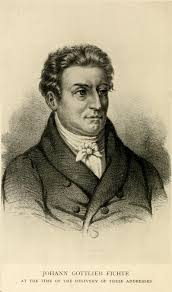 JOHANN GOTTLIEB FICHTE
AT THE TIME OF THE DELIVERY OF THESE ADDRESSES